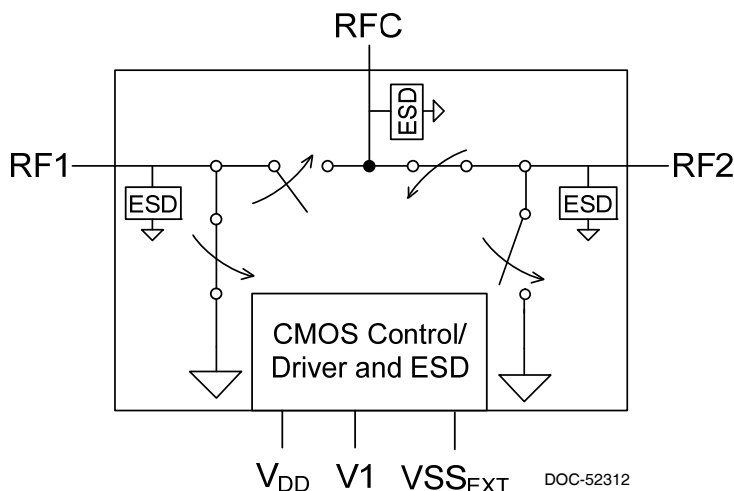 RFC
ESD
RF1
RF2
ESD
ESD
CMOS Control/
Driver and ESD
VDD
V1
VSSEXT
DOC-52312